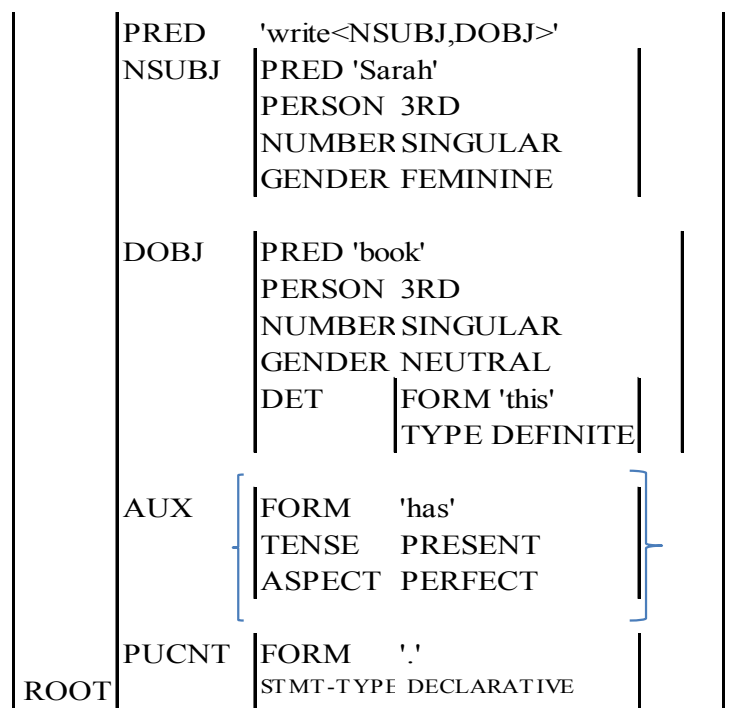 PRED 'write<NSUBJ,DOBJ>'
NSUBJ PRED 'Sarah'
PERSON 3RD
NUMBER SINGULAR
GENDER FEMININE
DOBJ PRED 'book'
PERSON 3RD
NUMBER SINGULAR
GENDER NEUTRAL
DET FORM 'this'
TYPE DEFINITE
AUX FORM 'has'
TENSE PRESENT
ASPECT PERFECT
PUCNT FORM '.'
ROOT STMT-TYPE DECLARATIVE